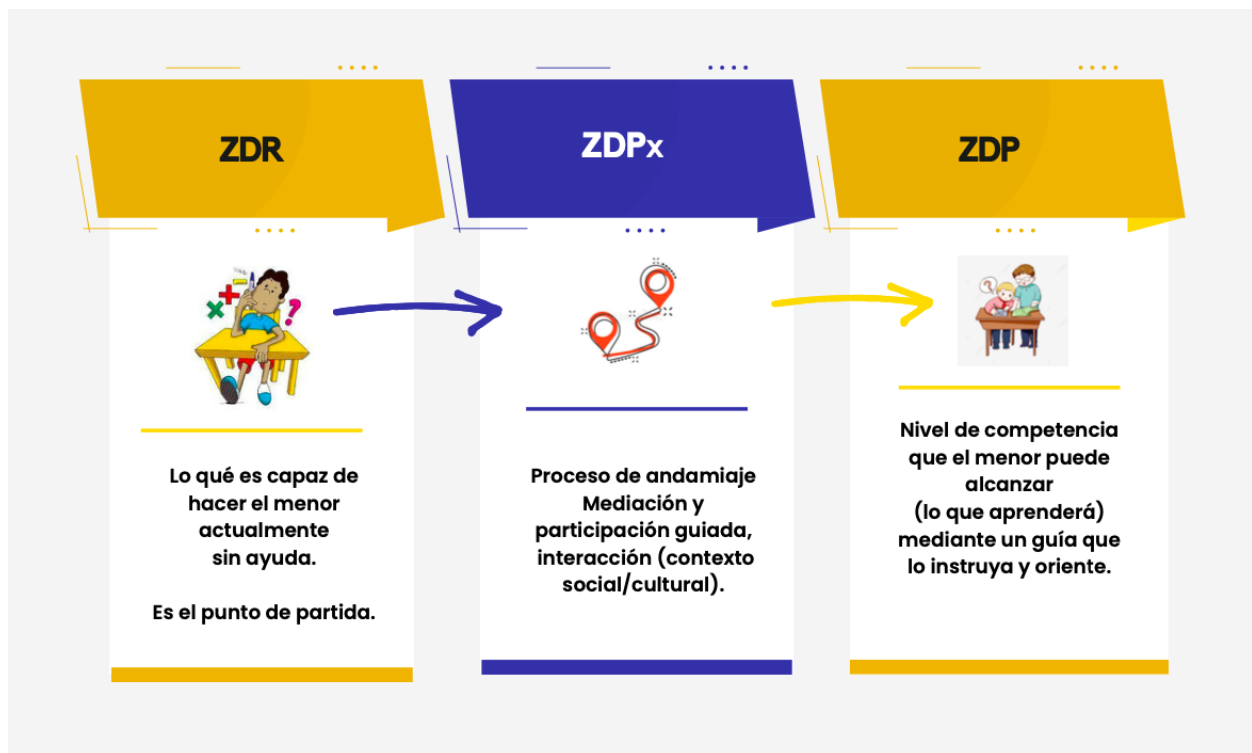 ZDR
Lo qué es capaz de
hacer el menor
actualmente
sin ayuda.
Es el punto de partida.
ZDPx
Proceso de andamiaje
Mediación y
participación guiada,
interacción (contexto
social/cultural).
ZDP
Nivel de competencia
que el menor puede
alcanzar
(lo que aprenderá)
mediante un guía que
lo instruya y oriente.